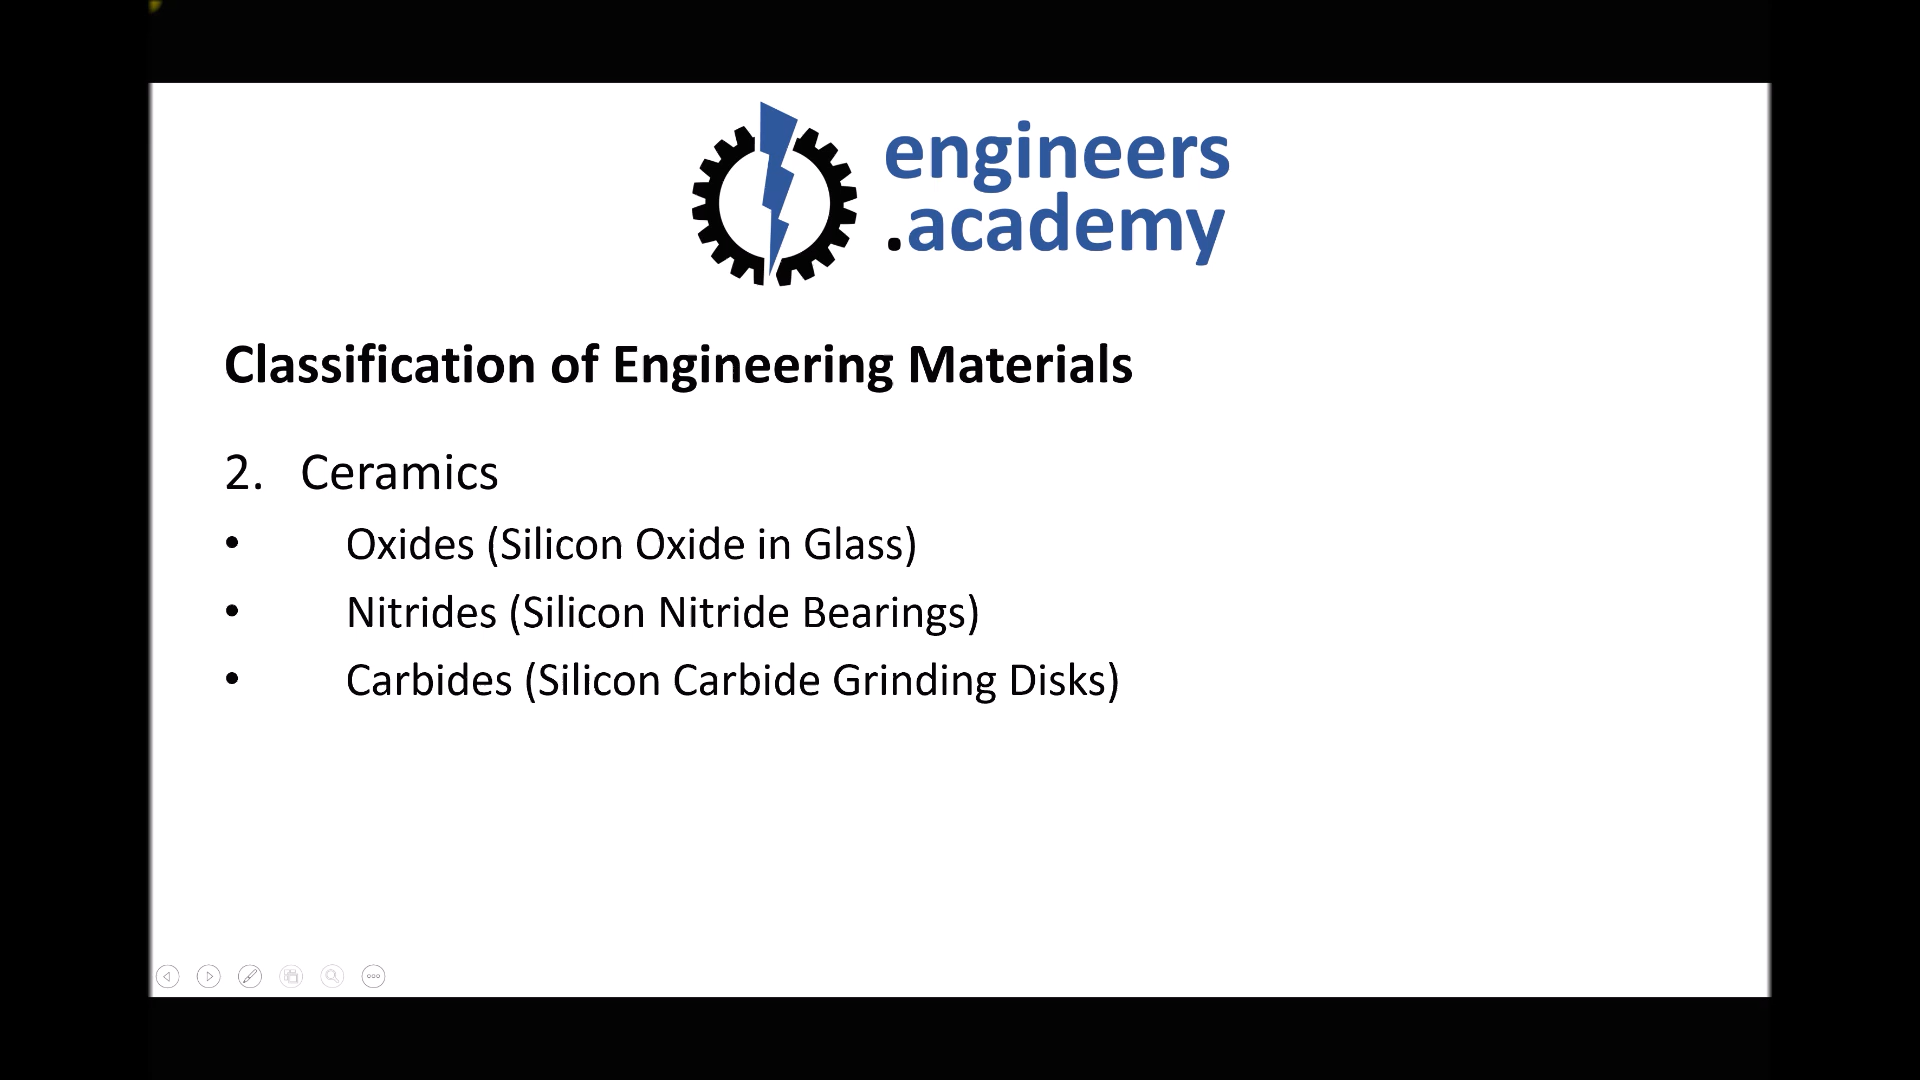 engineers
.academy
Classification of Engineering Materials
2. Ceramics
• Oxides (Silicon Oxide in Glass)
• Nitrides (Silicon Nitride Bearings)
• Carbides (Silicon Carbide Grinding Disks)